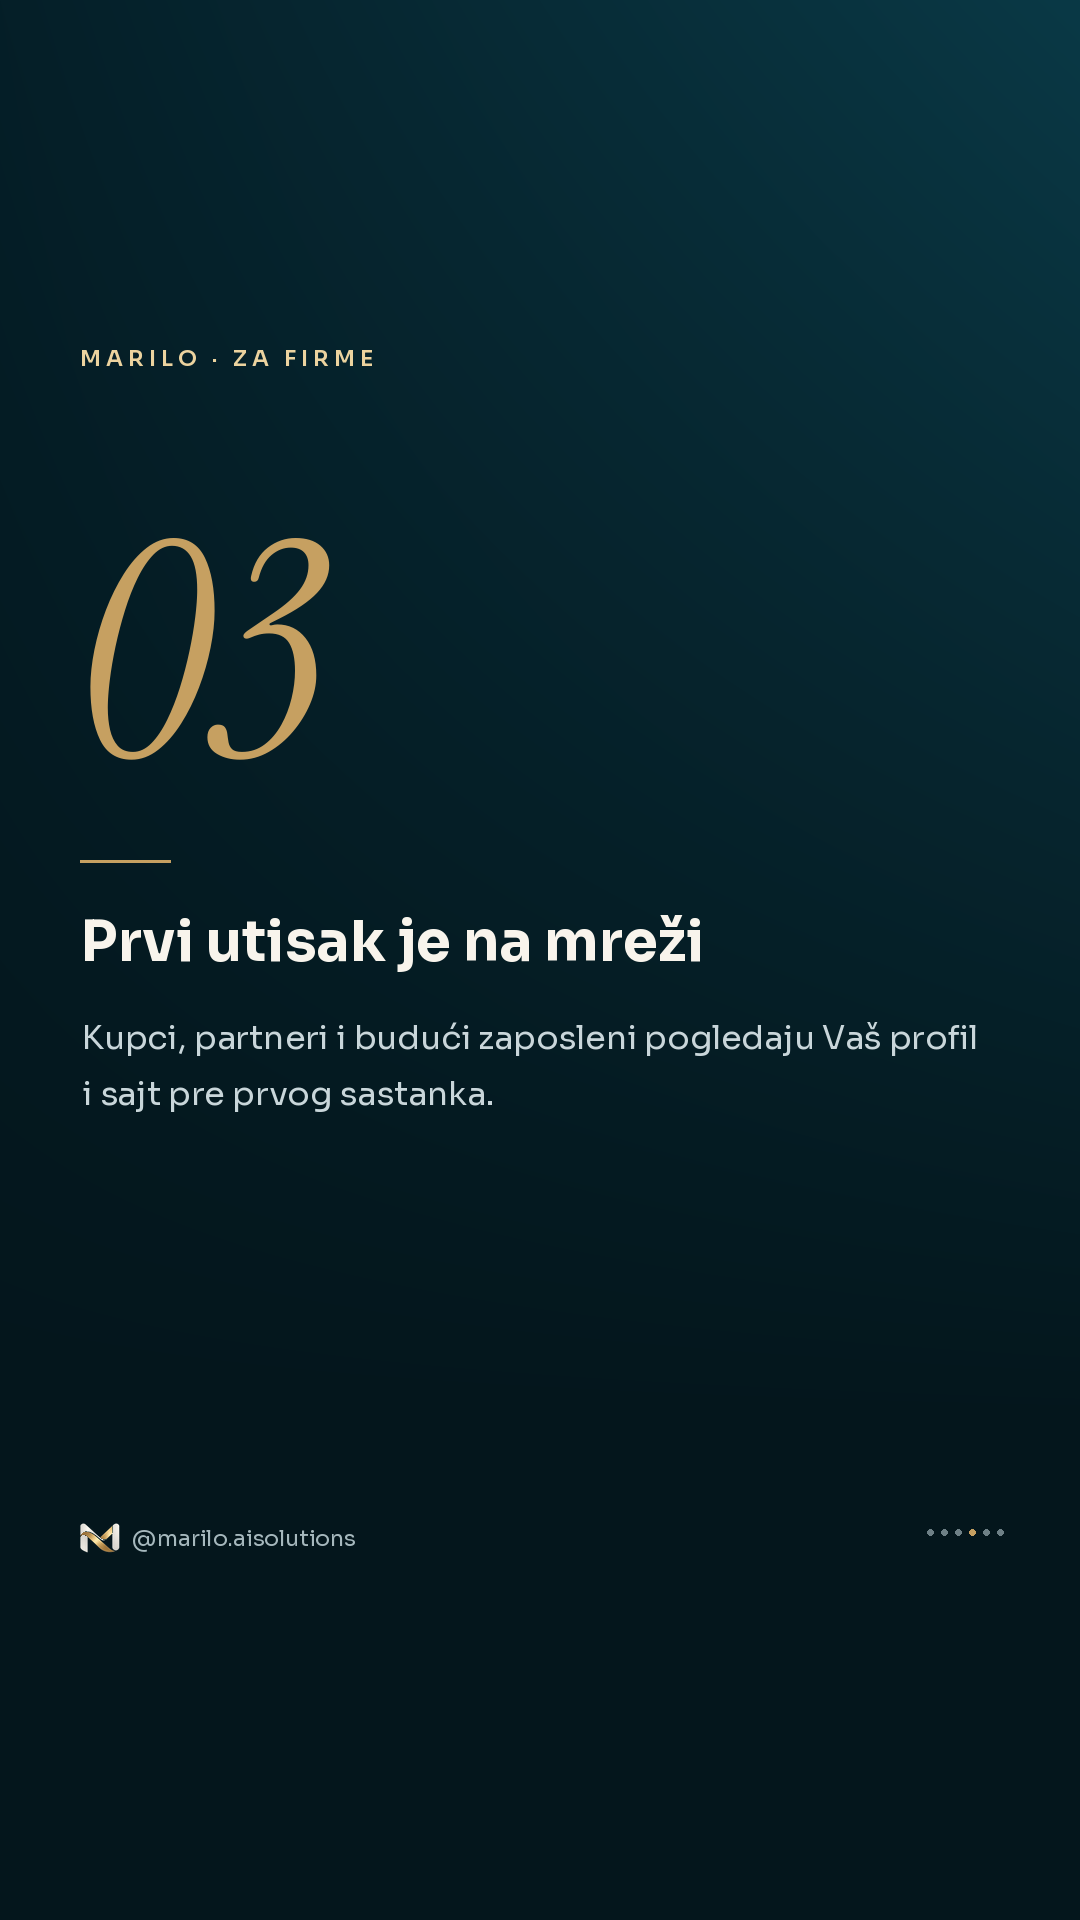 MARILO · ZA FIRME
03
Prvi utisak je na mreži
Kupci, partneri i budući zaposleni pogledaju Vaš profil
i sajt pre prvog sastanka.
@marilo.aisolutions